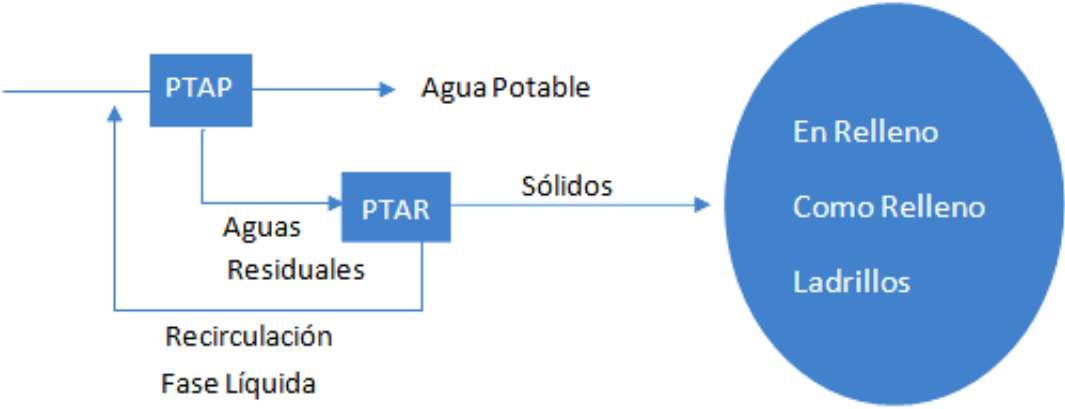 PTAP
Agua Potable
En Relleno
Sólidos
Como Relleno
PTAR
Aguas
Residuales
Ladrillos
Recirculación
Fase Líquida